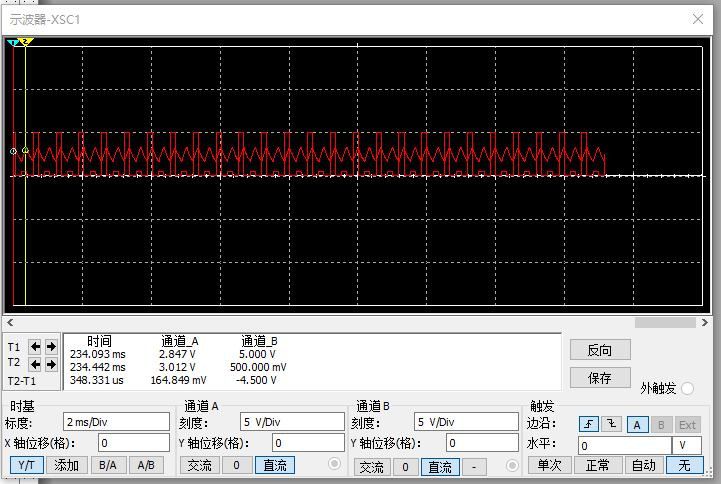 示波器-XSC1
1 2
时间 通道_A 通道_B
T1 234.093 ms 2.847 V 5.000 V
T2 234.442 ms 3.012 V 500.000 mV
T2-T1 348.331 us 164.849 mV -4.500 V
反向
保存
外触发
时基 通道 A 通道 B 触发
标度: 2 ms/Div 刻度: 5 V/Div 刻度: 5 V/Div 边沿: A B Ext
X 轴位移(格): 0 Y 轴位移(格): 0 Y 轴位移(格): 0 水平: 0 V
Y/T 添加 B/A A/B 交流 0 直流 交流 0 直流 - 单次 正常 自动 无